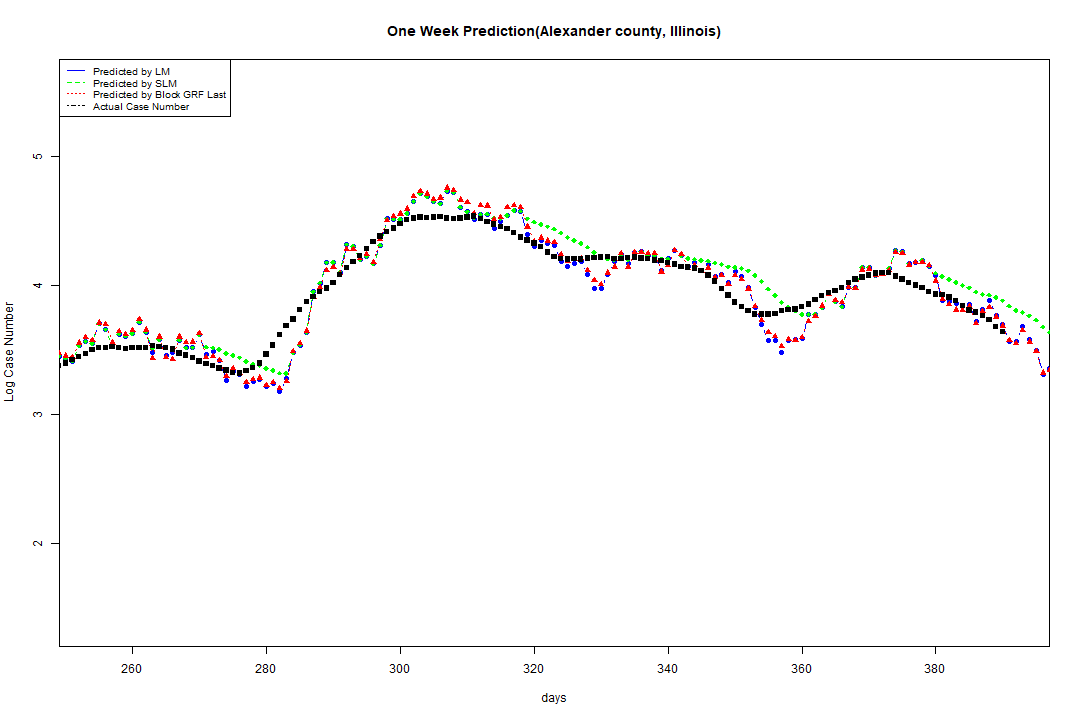 One Week Prediction(Alexander county, Illinois)
Predicted by LM
Predicted by SLM
Predicted by Block GRF Last
Actual Case Number
5
4
3
2
Log Case Number
260 280 300 320 340 360 380
days